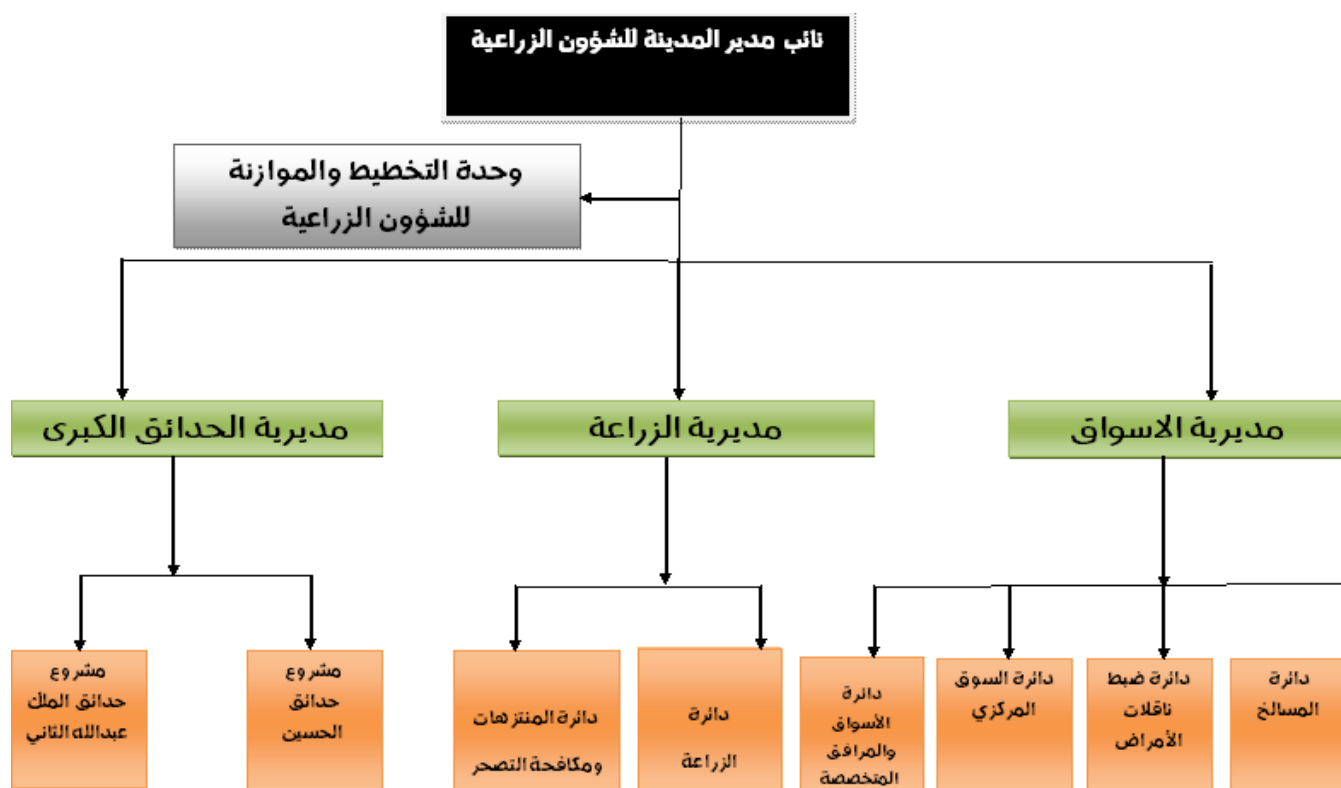 نائب مدير المدينة للشؤون الزراعية
وحدة التخطيط والموازنة
للشؤون الزراعية
مديرية الاسواق
مديرية الزراعة
مديرية الحدائق الكبرى
دائرة
المسالخ
دائرة ضبط
ناقلات
الأمراض
دائرة السوق
المركزي
دائرة
الأسواق
والمرافق
المتخصصة
دائرة
الزراعة
دائرة المنتزهات
ومكافحة التصحر
مشروع
حدائق
الحسين
مشروع
حدائق الملك
عبدالله الثاني